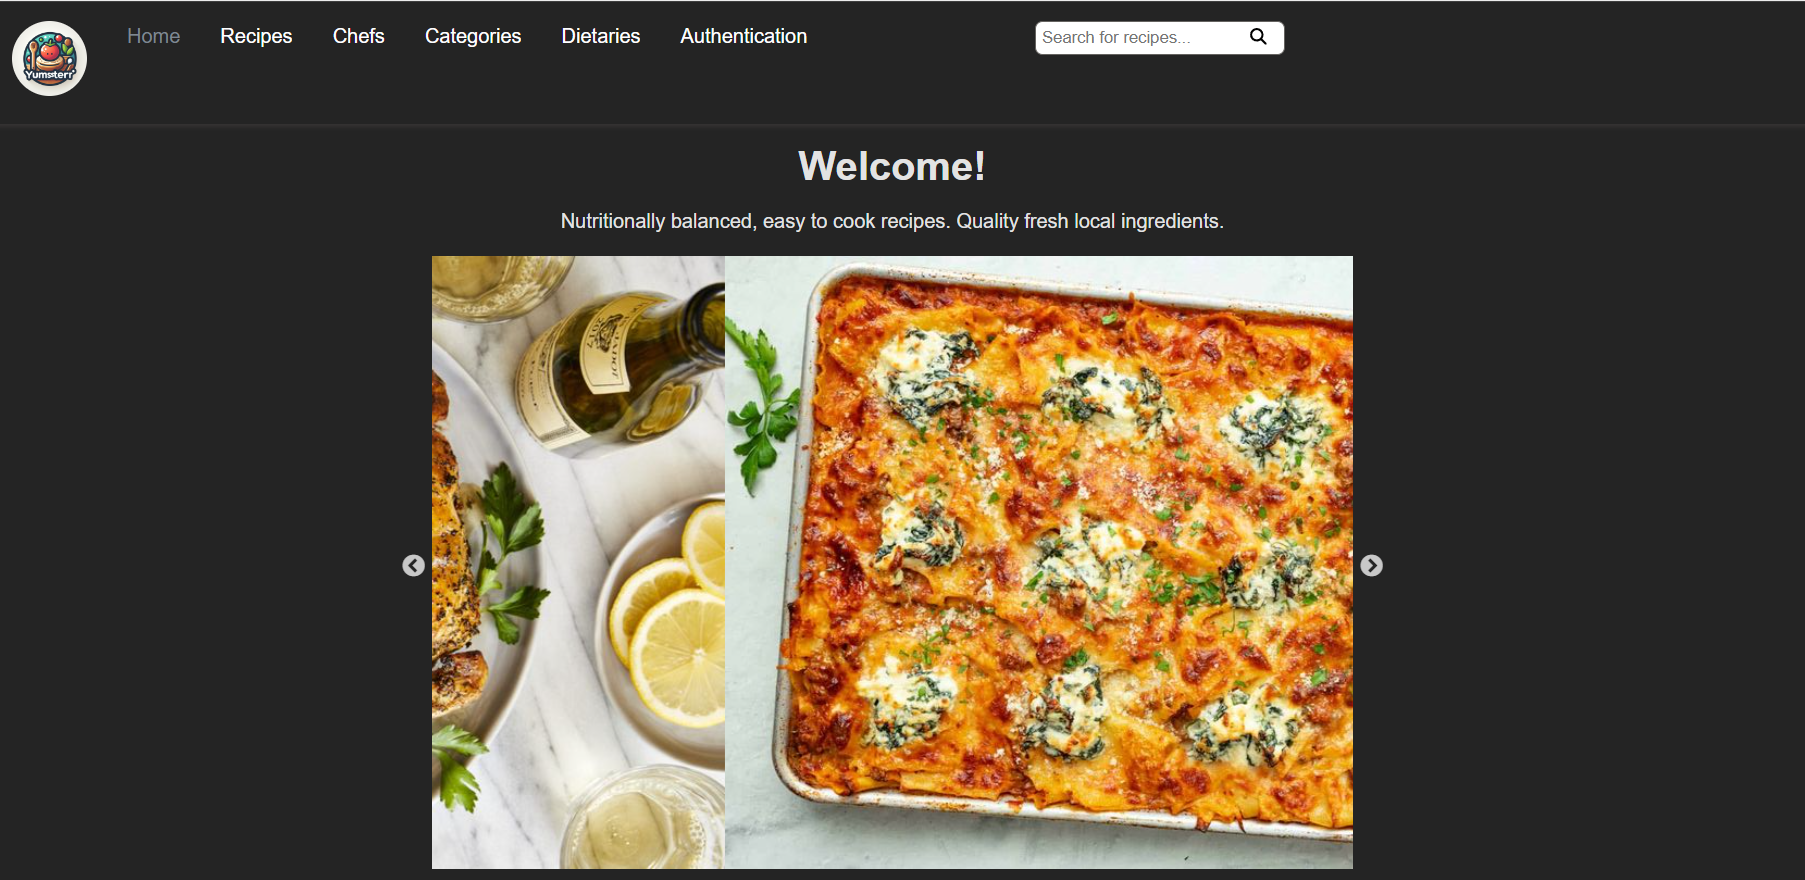 Yumsterr
Home Recipes Chefs Categories Dietaries Authentication
Search for recipes...
Welcome!
Nutritionally balanced, easy to cook recipes. Quality fresh local ingredients.
2017